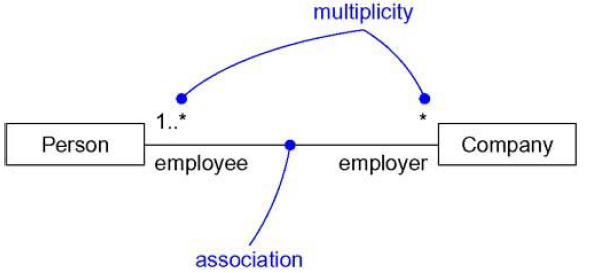 multiplicity
1..*
*
Person
Company
employee
employer
association